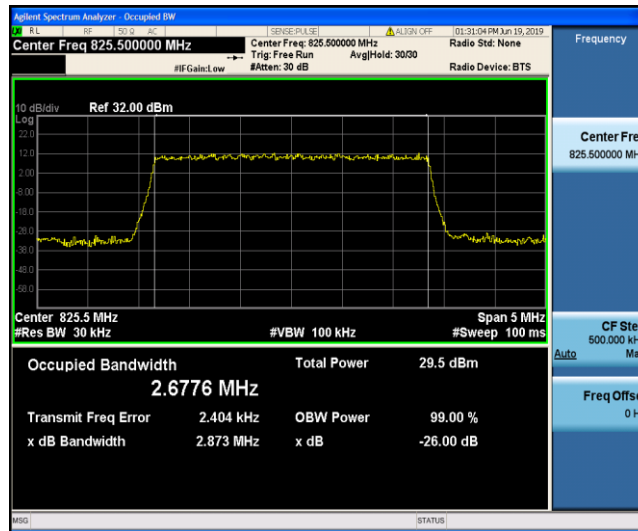 Agilent Spectrum Analyzer - Occupied BW
RL RF 50 Ω AC SENSE:PULSE ALIGN OFF 01:31:04 PM Jun 19, 2019
Center Freq 825.500000 MHz
Center Freq: 825.500000 MHz Radio Std: None
Trig: Free Run Avg|Hold: 30/30
#IFGain:Low #Atten: 30 dB Radio Device: BTS
10 dB/div Ref 32.00 dBm
Log
22.0
12.0
2.00
-8.00
-18.0
-28.0
-38.0
-48.0
-58.0
Center 825.5 MHz Span 5 MHz
#Res BW 30 kHz #VBW 100 kHz #Sweep 100 ms
Occupied Bandwidth Total Power 29.5 dBm
2.6776 MHz
Transmit Freq Error 2.404 kHz OBW Power 99.00 %
x dB Bandwidth 2.873 MHz x dB -26.00 dB
MSG STATUS
Frequency
Center Fre
825.500000 MH
CF Ste
500.000 kH
Auto Ma
Freq Offse
0 H